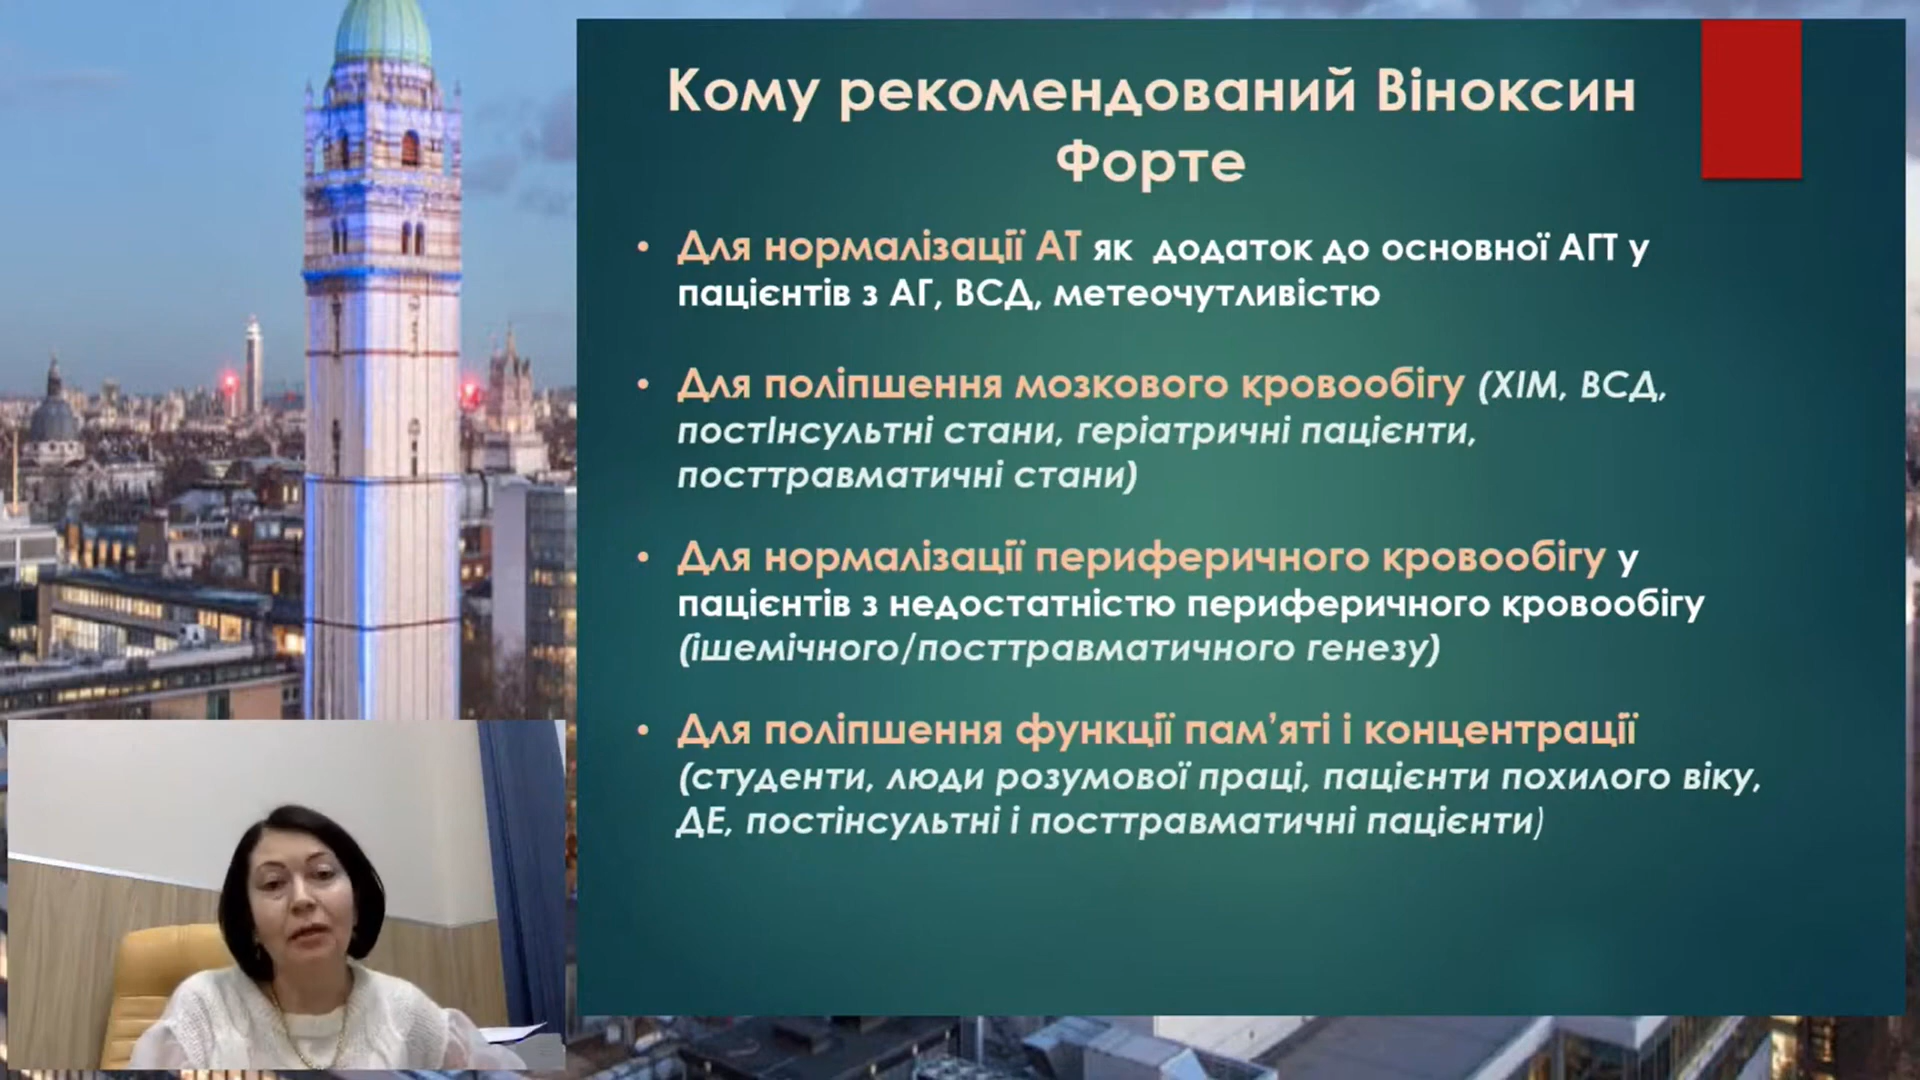 Кому рекомендований Віноксин
Форте
• Для нормалізації АТ як додаток до основної АГТ у
пацієнтів з АГ, ВСД, метеочутливістю
• Для поліпшення мозкового кровообігу (ХІМ, ВСД,
постІнсультні стани, геріатричні пацієнти,
посттравматичні стани)
• Для нормалізації периферичного кровообігу у
пацієнтів з недостатністю периферичного кровообігу
(ішемічного/посттравматичного генезу)
• Для поліпшення функції пам’яті і концентрації
(студенти, люди розумової праці, пацієнти похилого віку,
ДЕ, постінсультні і посттравматичні пацієнти)